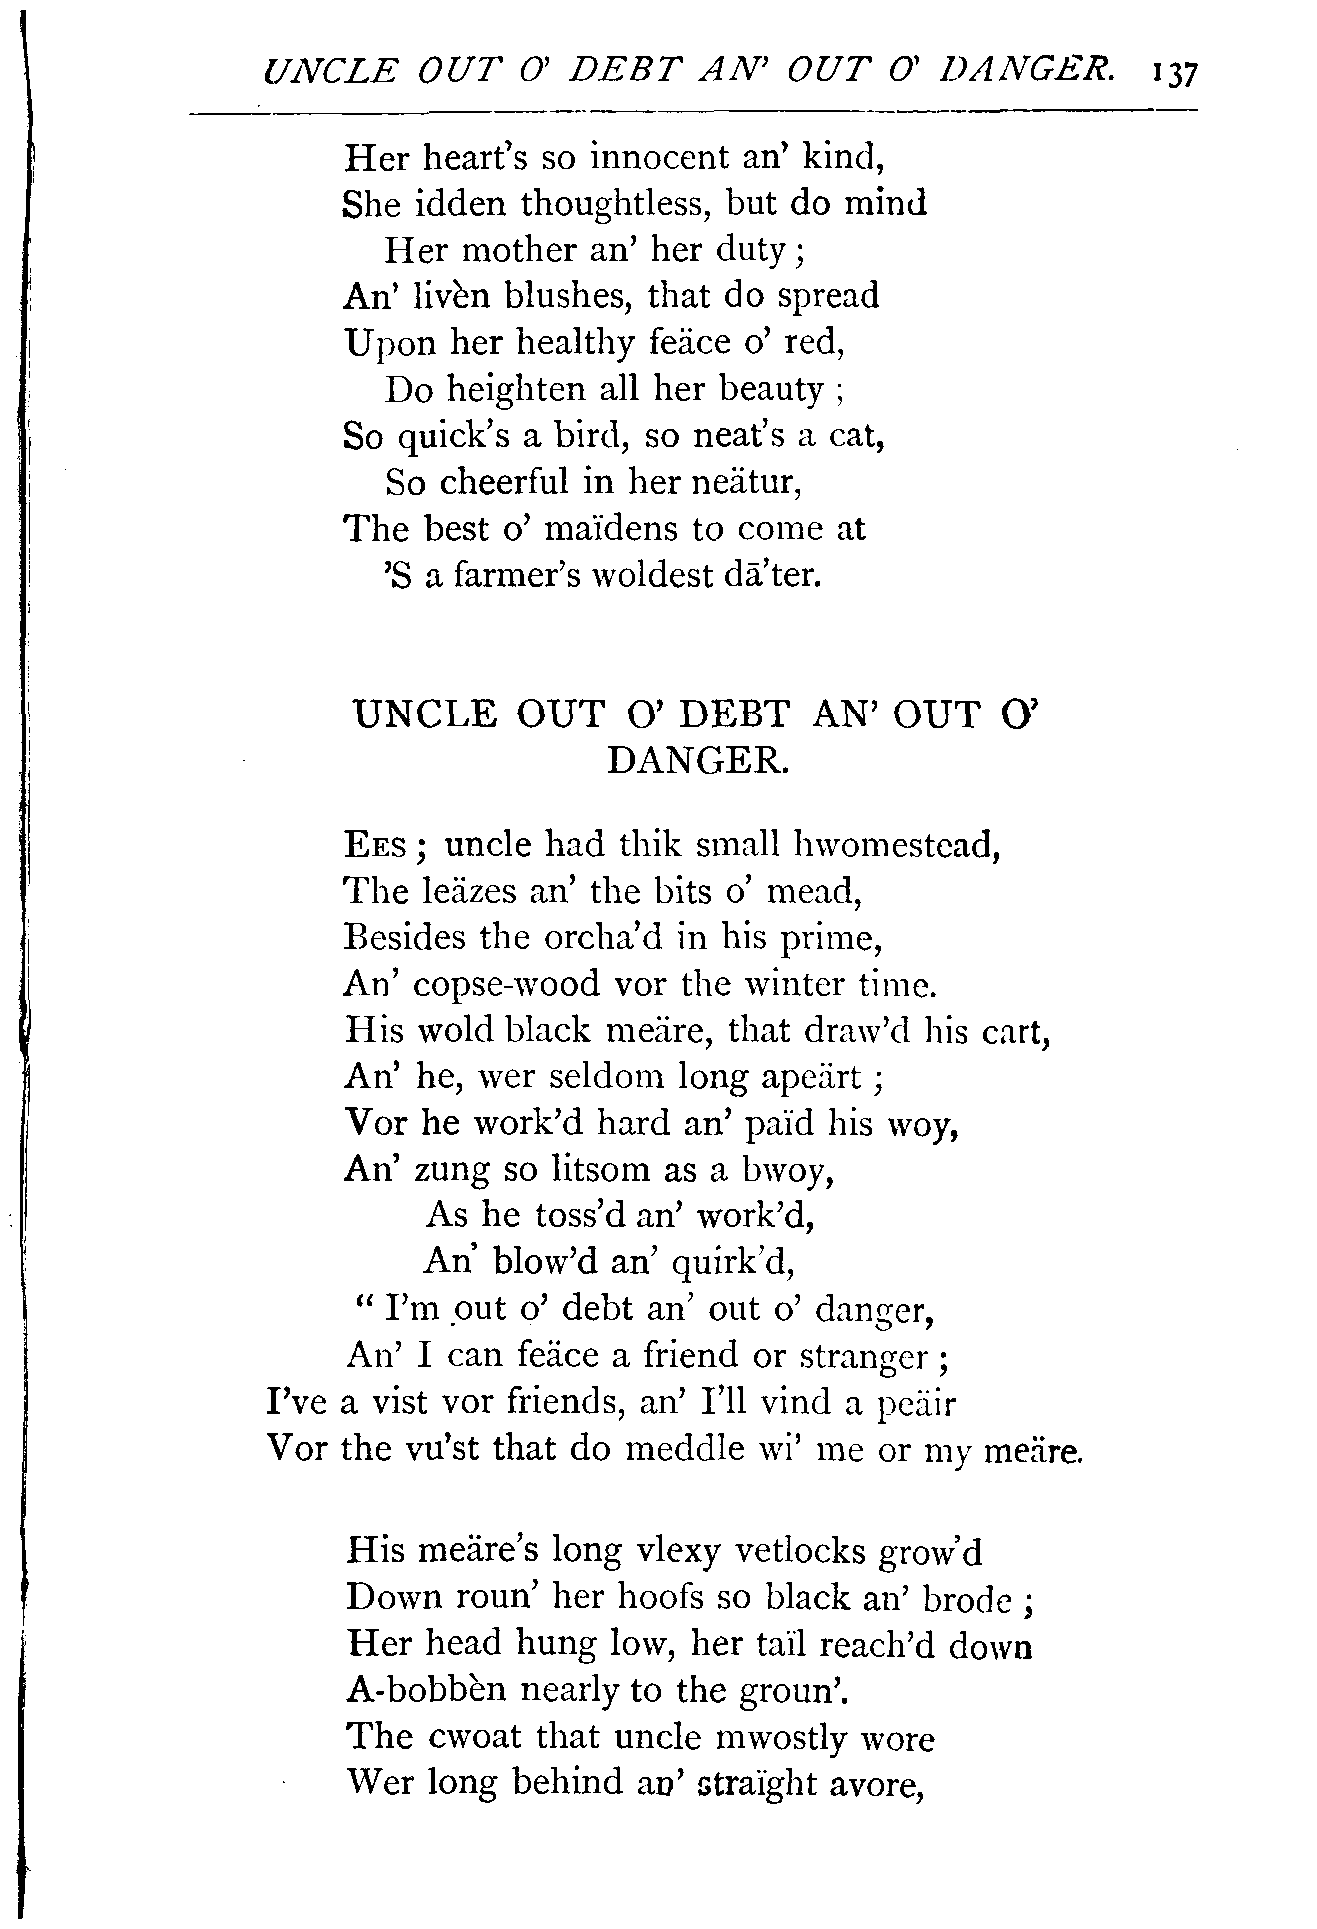 UNCLE OUT O' DEBT AN' OUT O' DANGER. 137
Her heart's so innocent an' kind,
She idden thoughtless, but do mind
Her mother an' her duty;
An' livèn blushes, that do spread
Upon her healthy feäce o' red,
Do heighten all her beauty;
So quick's a bird, so neat's a cat,
So cheerful in her neätur,
The best o' maïdens to come at
'S a farmer's woldest dā'ter.
UNCLE OUT O' DEBT AN' OUT O'
DANGER.
EES; uncle had thik small hwomestead,
The leäzes an' the bits o' mead,
Besides the orcha'd in his prime,
An' copse-wood vor the winter time.
His wold black meäre, that draw'd his cart,
An' he, wer seldom long apeärt;
Vor he work'd hard an' païd his woy,
An' zung so litsom as a bwoy,
As he toss'd an' work'd,
An' blow'd an' quirk'd,
"I'm out o' debt an' out o' danger,
An' I can feäce a friend or stranger;
I've a vist vor friends, an' I'll vind a peäir
Vor the vu'st that do meddle wi' me or my meäre.
His meäre's long vlexy vetlocks grow'd
Down roun' her hoofs so black an' brode;
Her head hung low, her taïl reach'd down
A-bobbèn nearly to the groun'.
The cwoat that uncle mwostly wore
Wer long behind an' straïght avore,